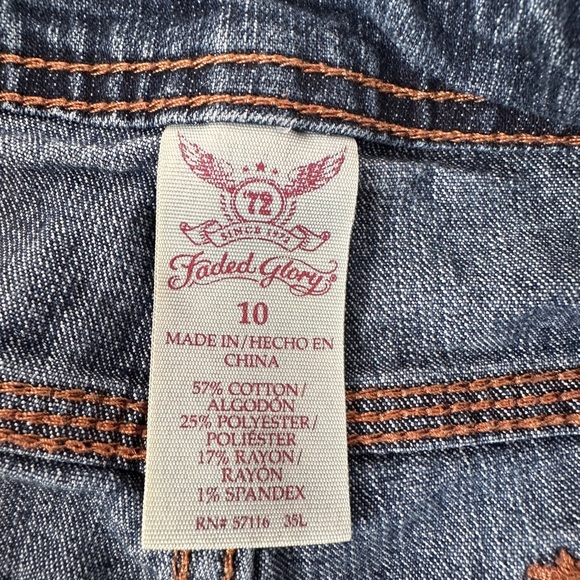 72
SINCE 1972
Faded Glory®
10
MADE IN/HECHO EN
CHINA
57% COTTON/
ALGODÓN
25% POLYESTER/
POLIÉSTER
17% RAYON/
RAYÓN
1% SPANDEX
RN# 57116 35L